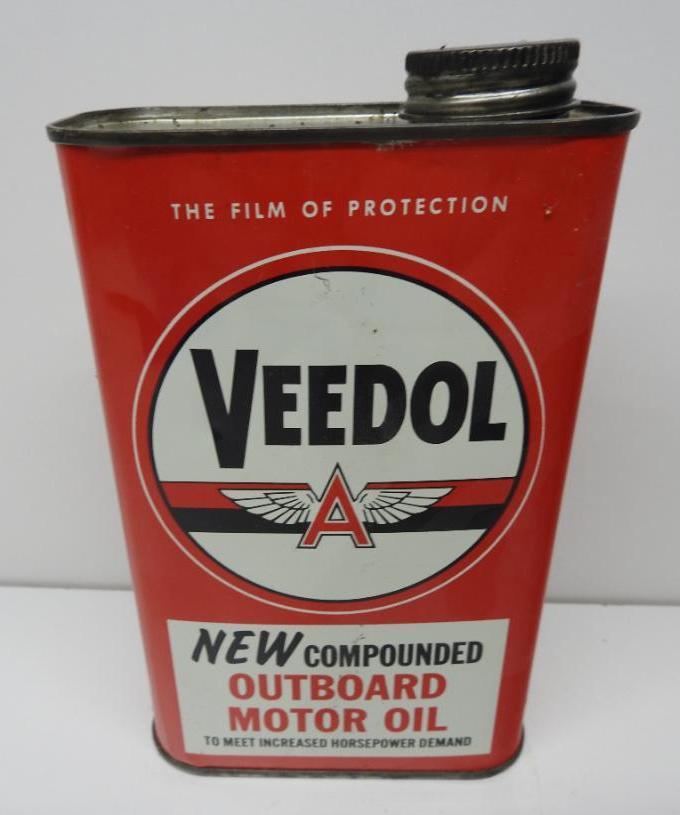 THE FILM OF PROTECTION
VEEDOL
A
NEW COMPOUNDED
OUTBOARD
MOTOR OIL
TO MEET INCREASED HORSEPOWER DEMAND